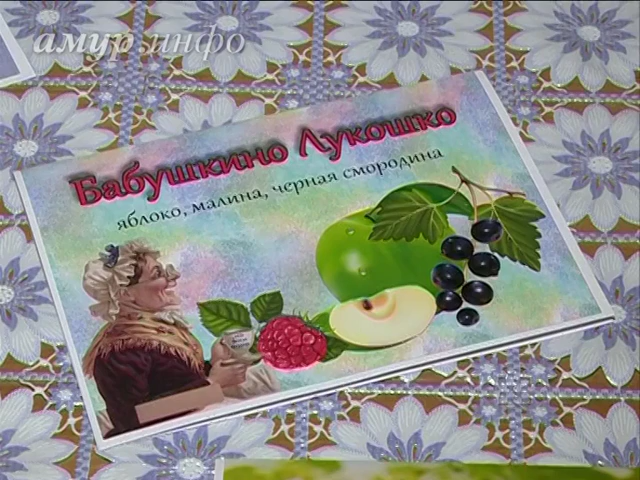 амур.инфо
Бабушкино Лукошко
яблоко, малина, черная смородина